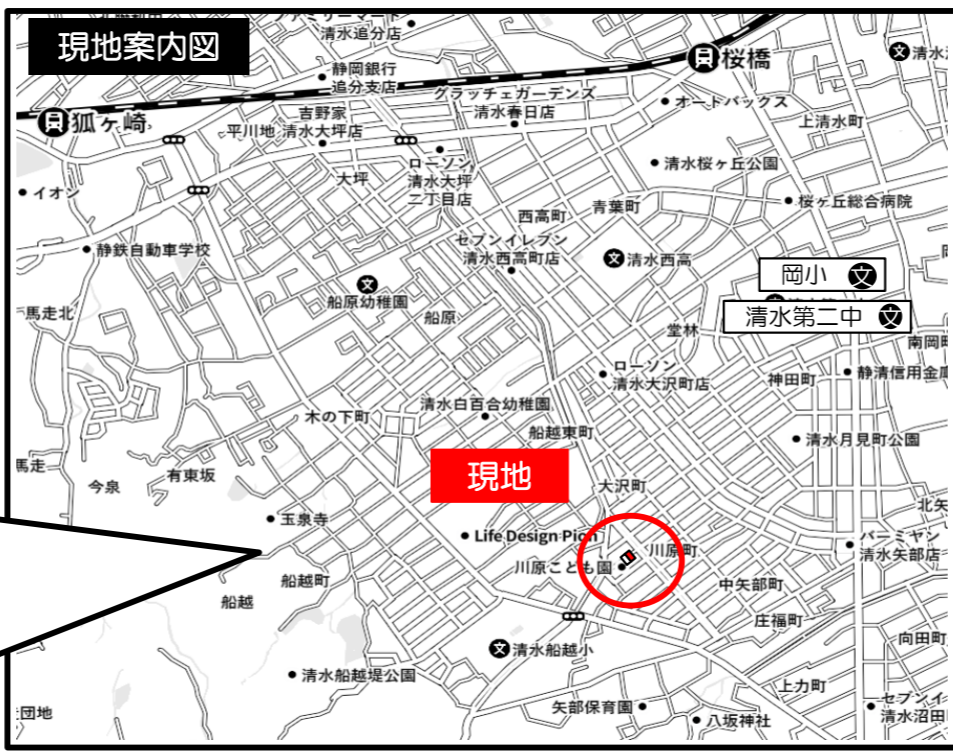 現地案内図
ファミリーマート
清水追分店
静岡銀行
追分支店
桜橋
グラッチェガーデンズ
清水春日店
オートバックス
狐ヶ崎
吉野家
清水大坪店
平川地
上清水町
ローソン
清水大坪
二丁目店
清水桜ヶ丘公園
大坪
イオン
西高町
青葉町
桜ヶ丘総合病院
静鉄自動車学校
セブンイレブン
清水西高町店
清水西高
岡小
船原幼稚園
馬走北
船原
清水第二中
堂林
南岡町
ローソン
清水大沢町店
神田町
静清信用金庫
清水白百合幼稚園
木の下町
船越東町
清水月見町公園
馬走
有東坂
今泉
現地
大沢町
北矢
玉泉寺
Life Design Pion
川原町
川原こども園
バーミヤン
清水矢部店
船越町
船越
中矢部町
庄福町
清水船越小
向田町
清水船越堤公園
上力町
矢部保育園
八坂神社
セブンイ
清水沼田
団地